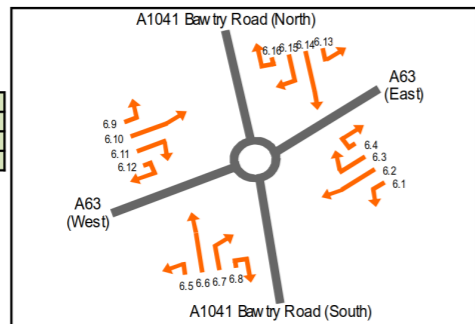 A1041 Bawtry Road (North)
6.16 6.15 6.14 6.13
A63
(East)
6.9
6.10
6.11
6.12
6.4
6.3
6.2
6.1
A63
(West)
6.5 6.6 6.7 6.8
A1041 Bawtry Road (South)